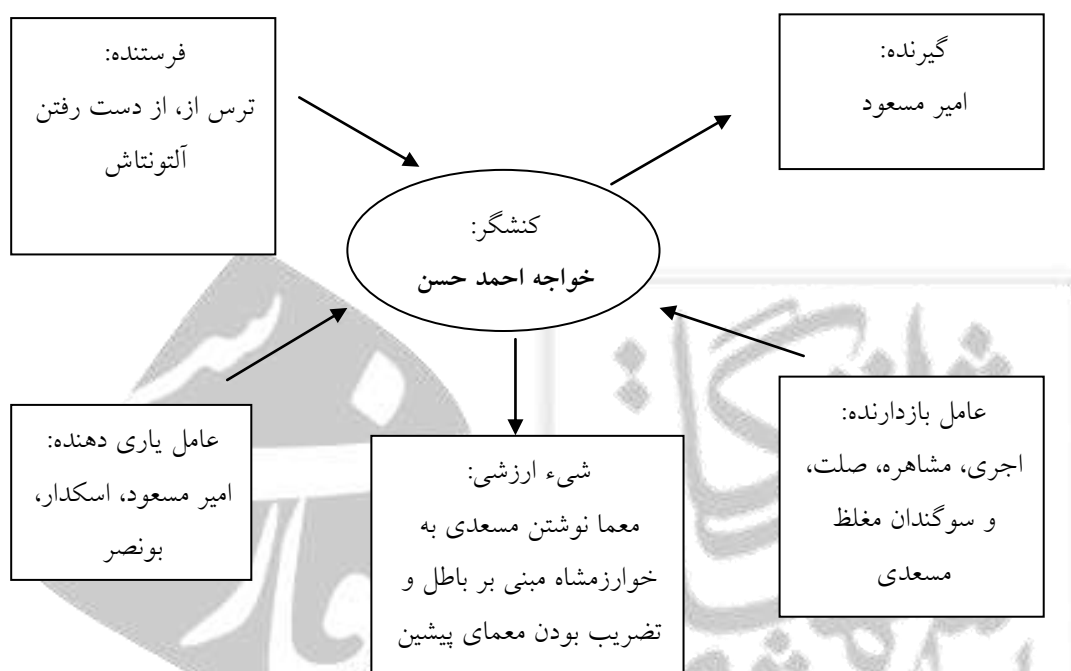 گیرنده:
امیر مسعود
فرستنده:
ترس از، از دست رفتن
آلتونتاش
کنشگر:
خواجه احمد حسن
عامل بازدارنده:
اجری، مشاهره، صلت،
و سوگندان مغلظ
مسعدی
شیء ارزشی:
معما نوشتن مسعدی به
خوارزمشاه مبنی بر باطل و
تضریب بودن معمای پیشین
عامل یاری دهنده:
امیر مسعود، اسکدار،
بونصر